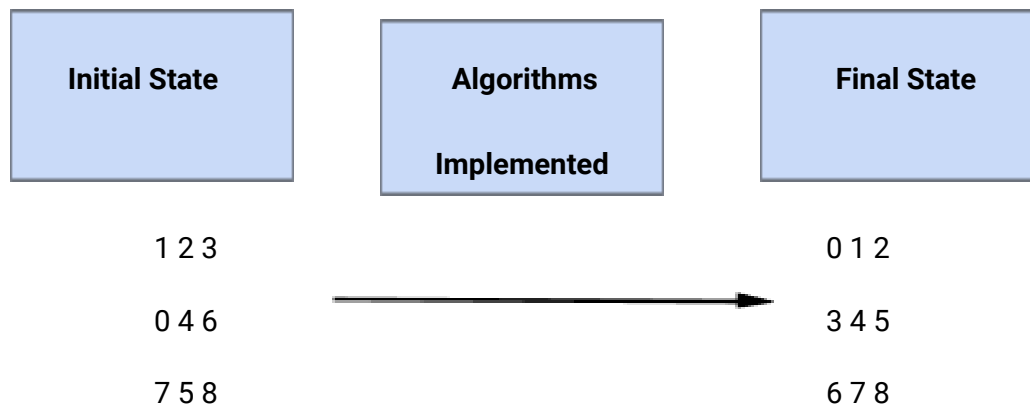 Initial State
Algorithms
Implemented
Final State
1 2 3
0 4 6
7 5 8
0 1 2
3 4 5
6 7 8